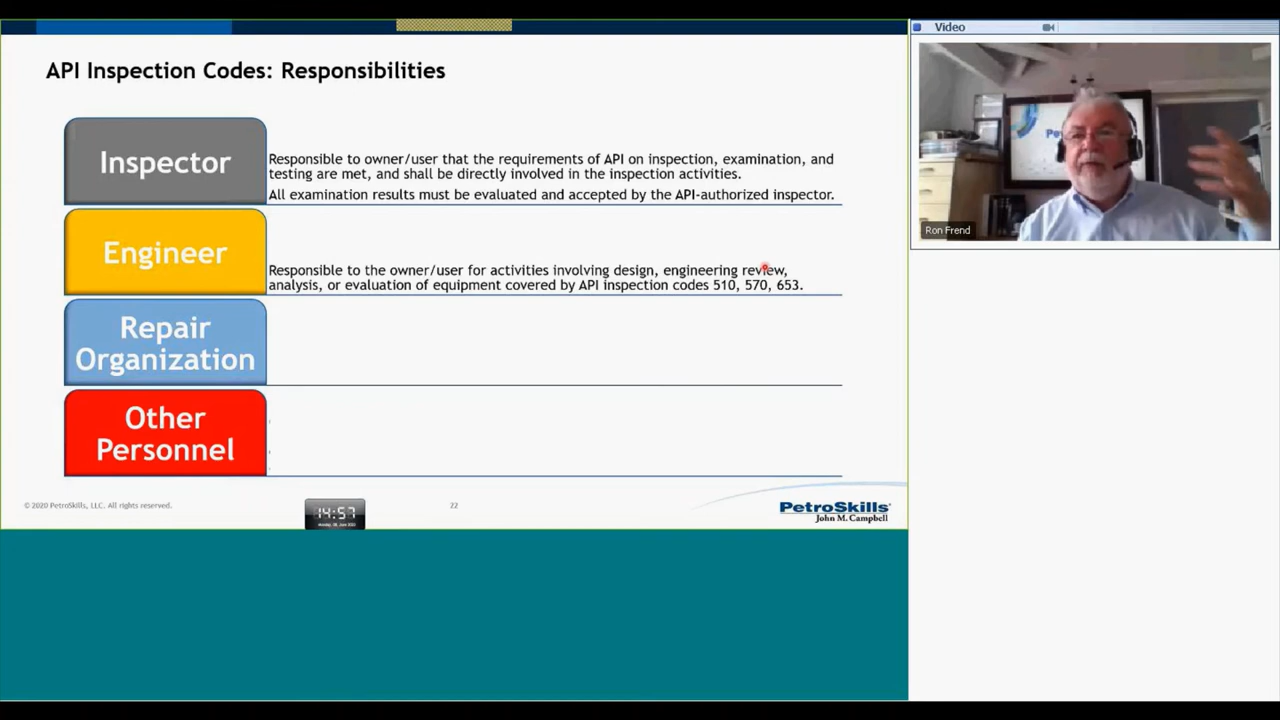 Video
API Inspection Codes: Responsibilities
Inspector
Responsible to owner/user that the requirements of API on inspection, examination, and
testing are met, and shall be directly involved in the inspection activities.
All examination results must be evaluated and accepted by the API-authorized inspector.
Ron Frend
Engineer
Responsible to the owner/user for activities involving design, engineering review,
analysis, or evaluation of equipment covered by API inspection codes 510, 570, 653.
Repair
Organization
Other
Personnel
© 2020 PetroSkills, LLC. All rights reserved.
14:57
22
PetroSkills
John M. Campbell